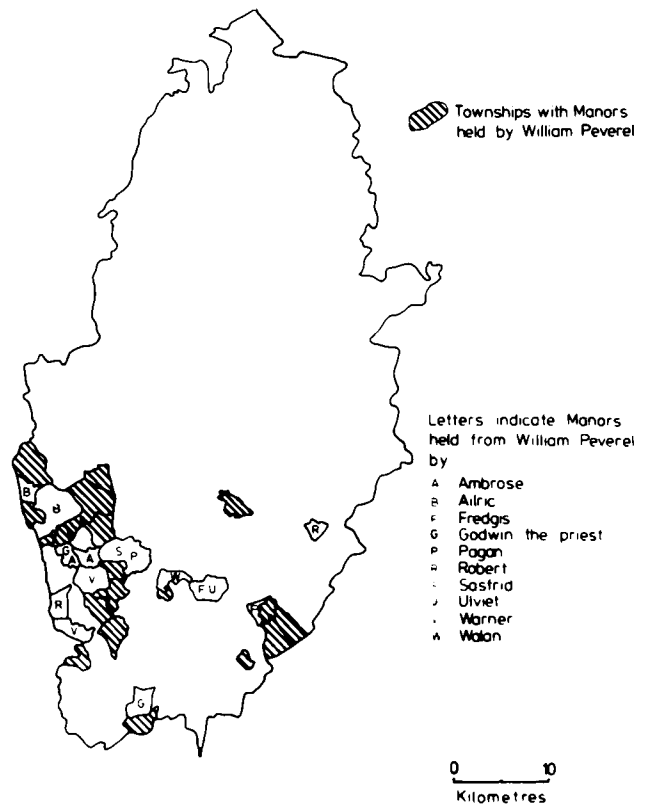 Townships with Manors
held by William Peverel
Letters indicate Manors
held from William Peverel
by
A Ambrose
B Ailric
F Fredgis
G Godwin the priest
P Pagan
R Robert
S Sastrid
U Ulviet
V Warner
W Walan
B
B
G
A
A
S P
V
R
V
W
F U
R
G
0 10
Kilometres